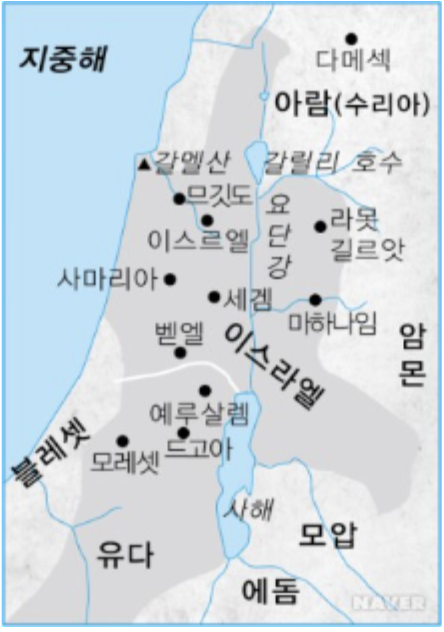 지중해
다메섹
아람(수리아)
▲갈멜산
갈릴리 호수
므깃도
요단강
라못
길르앗
이스르엘
사마리아
세겜
마하나임
벧엘
이스라엘
암몬
예루살렘
블레셋
모레셋
드고아
사해
유다
모압
에돔
NAVER